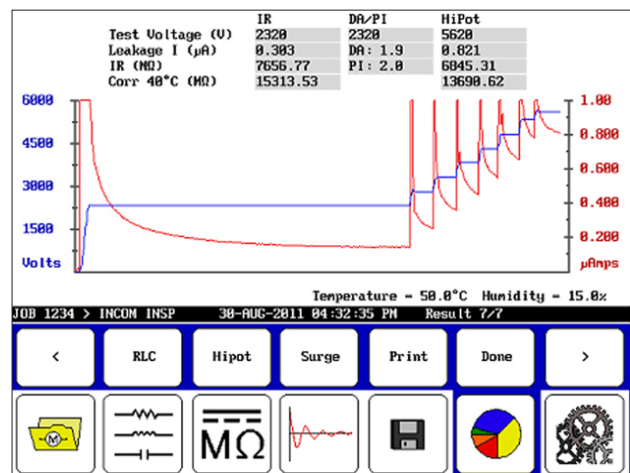 IR DA/PI HiPot
Test Voltage (V) 2320 2320 5620
Leakage I (µA) 0.303 DA: 1.9 0.821
IR (MΩ) 7656.77 PI: 2.0 6845.31
Corr 40°C (MΩ) 15313.53 13690.62
6000 1.00
4500 0.800
0.600
3000
0.400
1500
0.200
Volts µAmps
Temperature = 50.0°C Humidity = 15.0%
JOB 1234 > INCOM INSP 30-AUG-2011 04:32:35 PM Result 7/7
< RLC Hipot Surge Print Done >
M MΩ